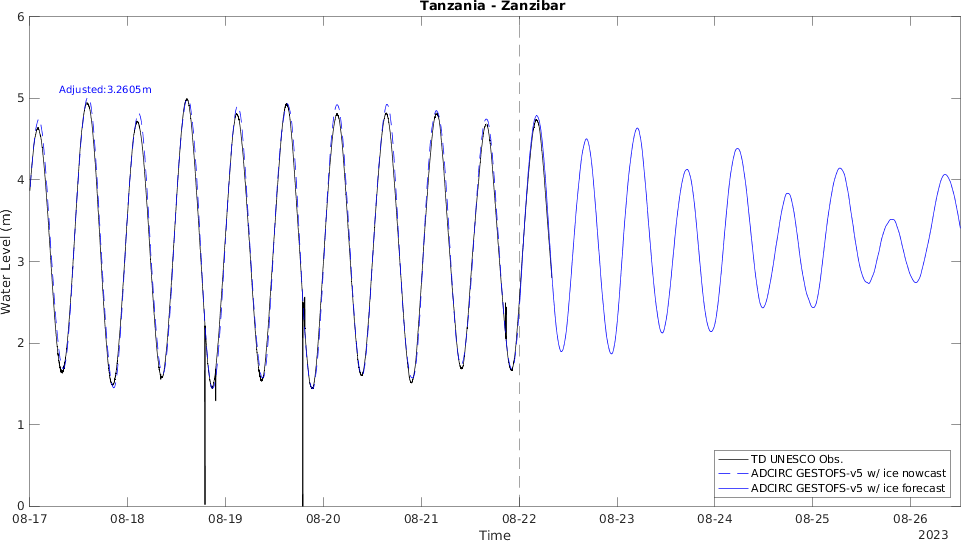 Tanzania - Zanzibar
6
5
4
3
2
1
0
Water Level (m)
Adjusted:3.2605m
TD UNESCO Obs.
ADCIRC GESTOFS-v5 w/ ice nowcast
ADCIRC GESTOFS-v5 w/ ice forecast
08-17 08-18 08-19 08-20 08-21 08-22 08-23 08-24 08-25 08-26
Time
2023